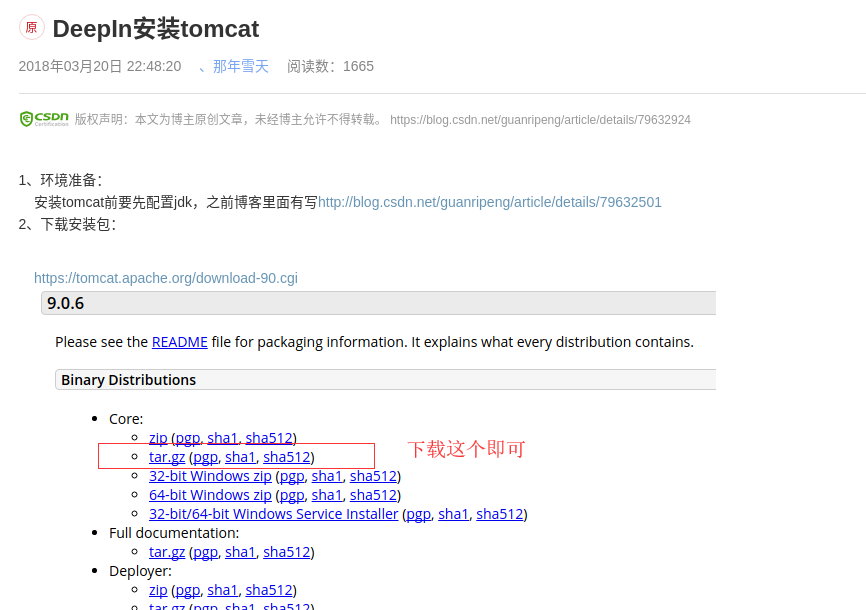 原 DeepIn安装tomcat
2018年03月20日 22:48:20 、那年雪天 阅读数：1665
CSDN Certification 版权声明：本文为博主原创文章，未经博主允许不得转载。 https://blog.csdn.net/guanripeng/article/details/79632924
1、环境准备：
安装tomcat前要先配置jdk，之前博客里面有写http://blog.csdn.net/guanripeng/article/details/79632501
2、下载安装包：
https://tomcat.apache.org/download-90.cgi
9.0.6
Please see the README file for packaging information. It explains what every distribution contains.
Binary Distributions
Core:
zip (pgp, sha1, sha512)
tar.gz (pgp, sha1, sha512) 下载这个即可
32-bit Windows zip (pgp, sha1, sha512)
64-bit Windows zip (pgp, sha1, sha512)
32-bit/64-bit Windows Service Installer (pgp, sha1, sha512)
Full documentation:
tar.gz (pgp, sha1, sha512)
Deployer:
zip (pgp, sha1, sha512)
tar.gz (pgp, sha1, sha512)